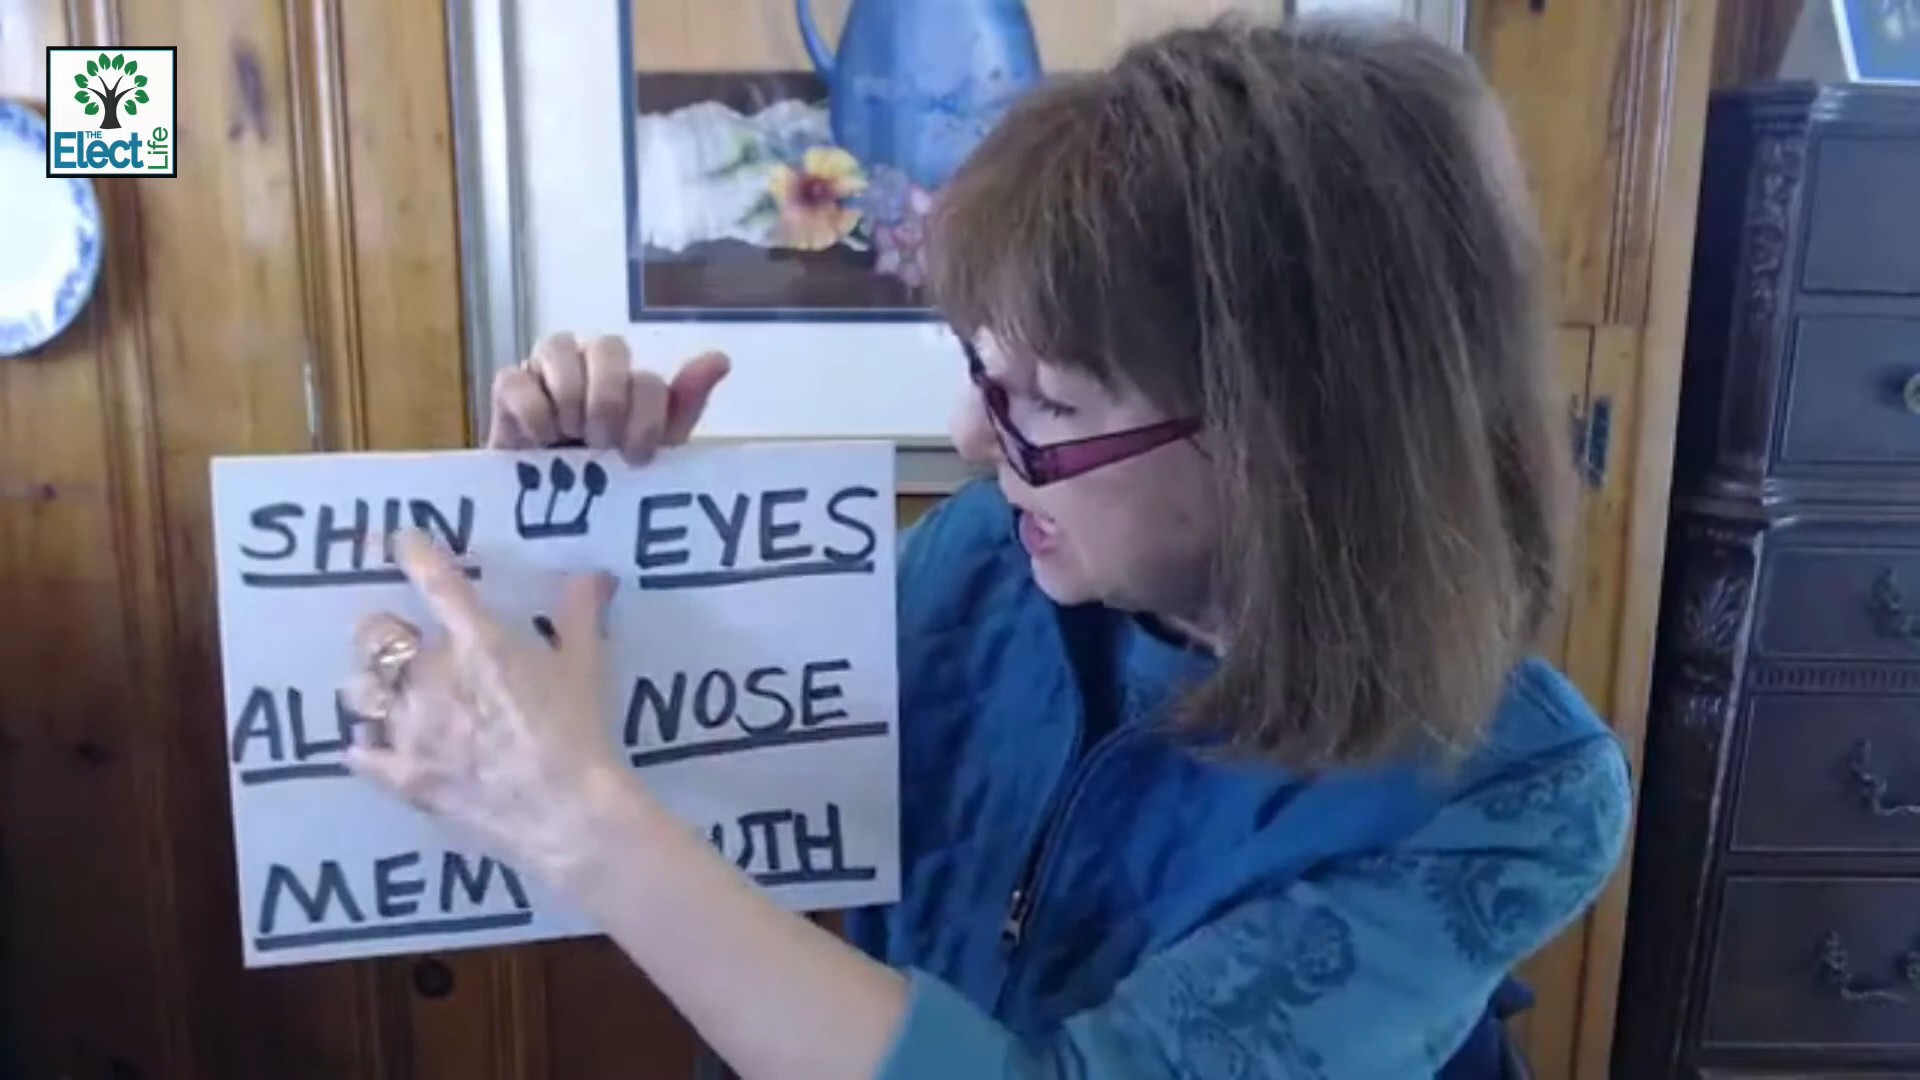 THE
Elect Life
SHIN ש EYES
NOSE
MEM